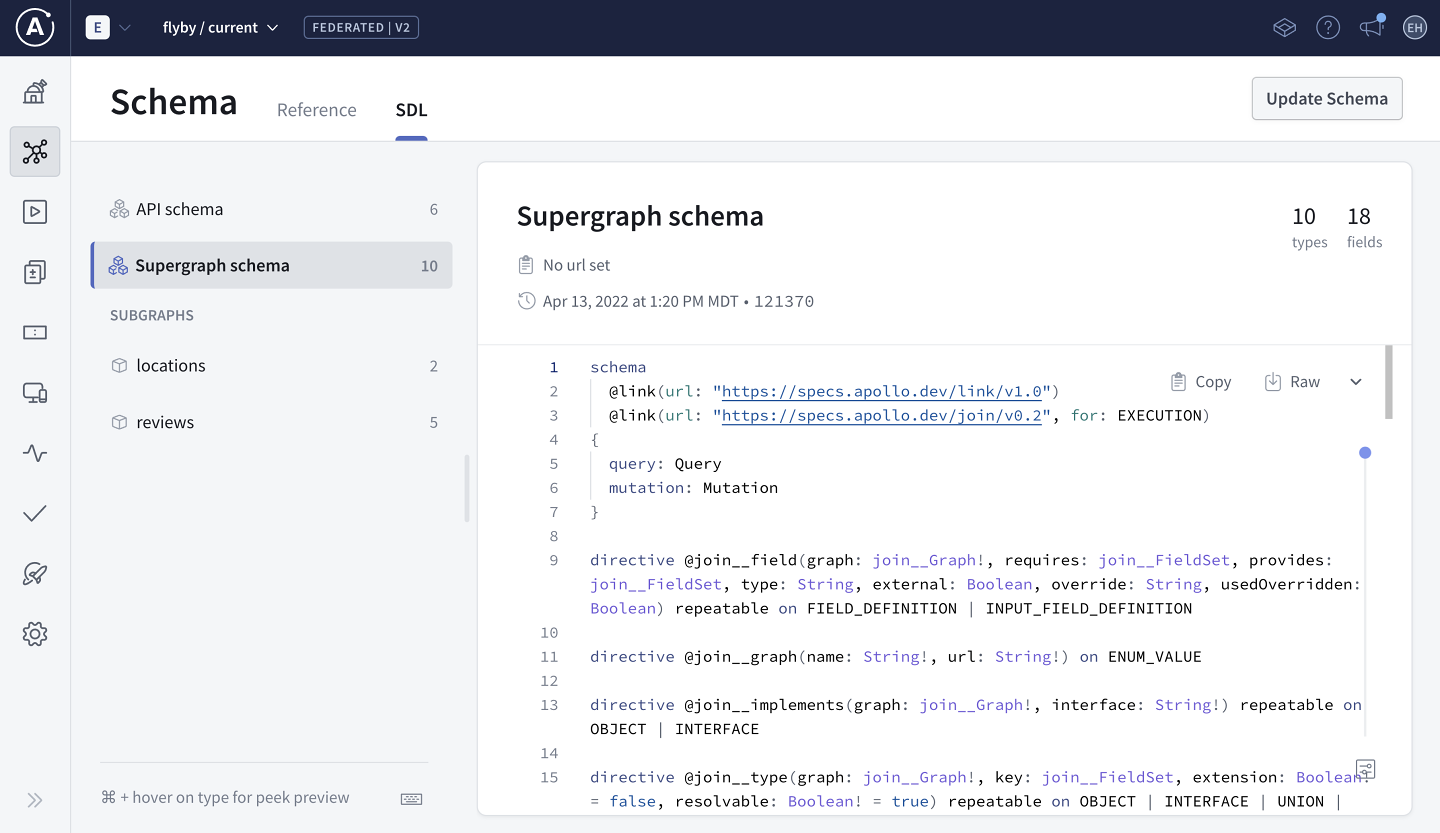 A
E
flyby / current
FEDERATED | V2
?
EH
Schema
Reference
SDL
Update Schema
API schema
6
Supergraph schema
10
SUBGRAPHS
locations
2
reviews
5
⌘ + hover on type for peek preview
Supergraph schema
10
types
18
fields
No url set
Apr 13, 2022 at 1:20 PM MDT • 121370
Copy
Raw
1 schema
2 @link(url: "https://specs.apollo.dev/link/v1.0")
3 @link(url: "https://specs.apollo.dev/join/v0.2", for: EXECUTION)
4 {
5 query: Query
6 mutation: Mutation
7 }
8
9 directive @join__field(graph: join__Graph!, requires: join__FieldSet, provides:
join__FieldSet, type: String, external: Boolean, override: String, usedOverridden:
Boolean) repeatable on FIELD_DEFINITION | INPUT_FIELD_DEFINITION
10
11 directive @join__graph(name: String!, url: String!) on ENUM_VALUE
12
13 directive @join__implements(graph: join__Graph!, interface: String!) repeatable on
OBJECT | INTERFACE
14
15 directive @join__type(graph: join__Graph!, key: join__FieldSet, extension: Boolean!
= false, resolvable: Boolean! = true) repeatable on OBJECT | INTERFACE | UNION |